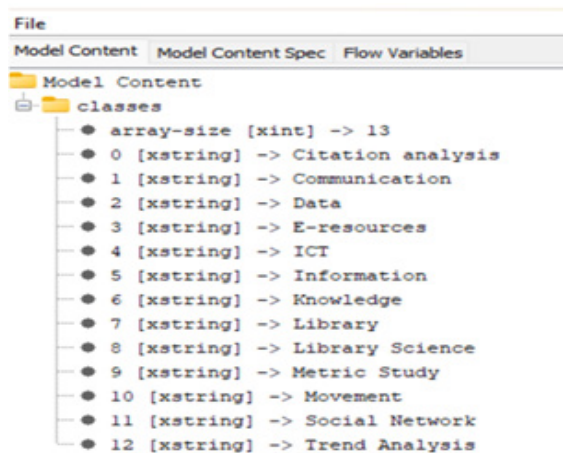 File
Model Content Model Content Spec Flow Variables
Model Content
classes
array-size [xint] -> 13
0 [xstring] -> Citation analysis
1 [xstring] -> Communication
2 [xstring] -> Data
3 [xstring] -> E-resources
4 [xstring] -> ICT
5 [xstring] -> Information
6 [xstring] -> Knowledge
7 [xstring] -> Library
8 [xstring] -> Library Science
9 [xstring] -> Metric Study
10 [xstring] -> Movement
11 [xstring] -> Social Network
12 [xstring] -> Trend Analysis